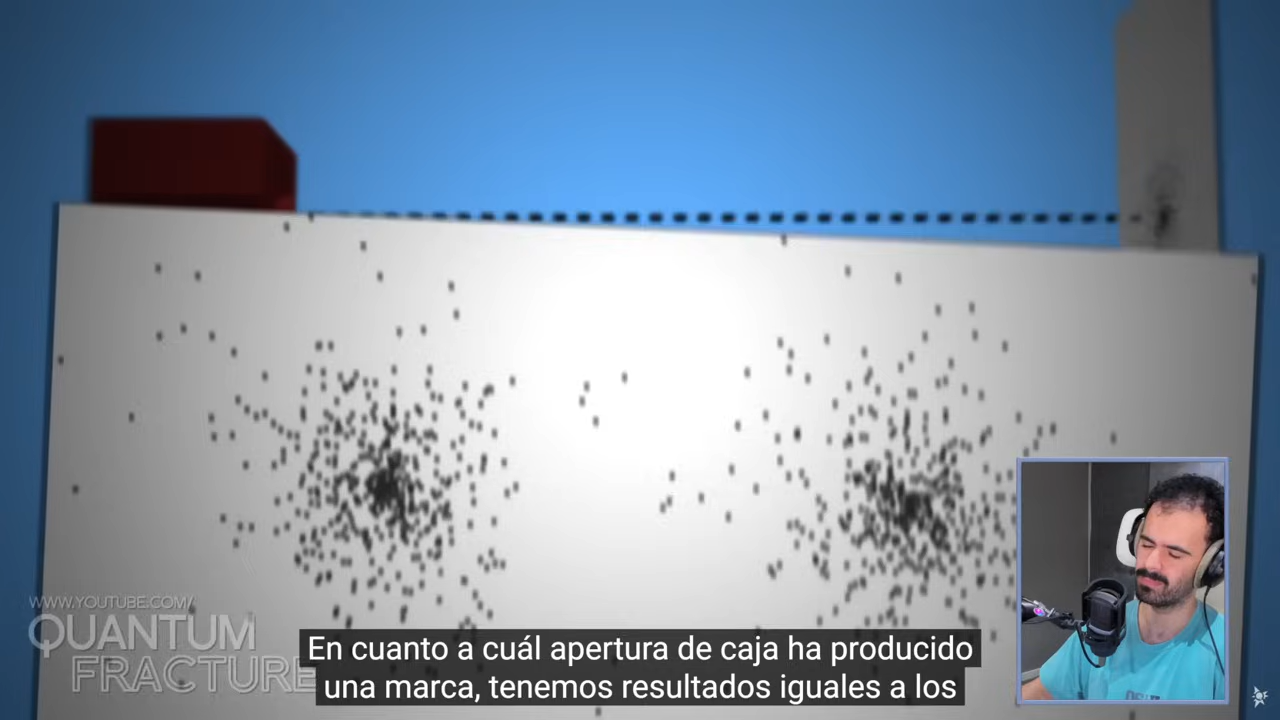 WWW.YOUTUBE.COM/
QUANTUM
FRACTURE
En cuanto a cuál apertura de caja ha producido
una marca, tenemos resultados iguales a los